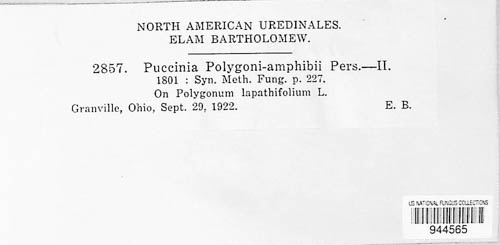 NORTH AMERICAN UREDINALES.
ELAM BARTHOLOMEW.
2857. Puccinia Polygoni-amphibii Pers.—II.
1801 : Syn. Meth. Fung. p. 227.
On Polygonum lapathifolium L.
Granville, Ohio, Sept. 29, 1922. E. B.
US NATIONAL FUNGUS COLLECTIONS
944565